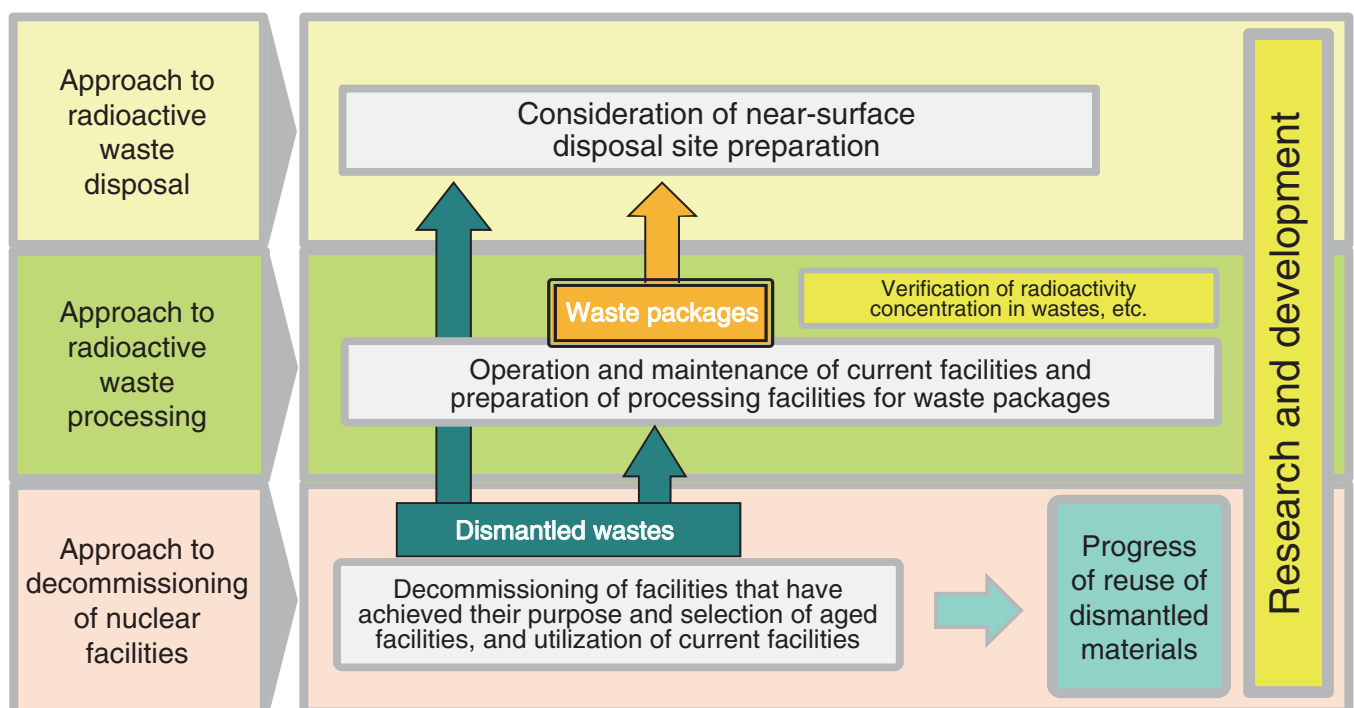 Approach to
radioactive
waste
disposal
Consideration of near-surface
disposal site preparation
Research and development
Approach to
radioactive
waste
processing
Waste packages
Verification of radioactivity
concentration in wastes, etc.
Operation and maintenance of current facilities and
preparation of processing facilities for waste packages
Approach to
decommissioning
of nuclear
facilities
Dismantled wastes
Decommissioning of facilities that have
achieved their purpose and selection of aged
facilities, and utilization of current facilities
Progress
of reuse of
dismantled
materials